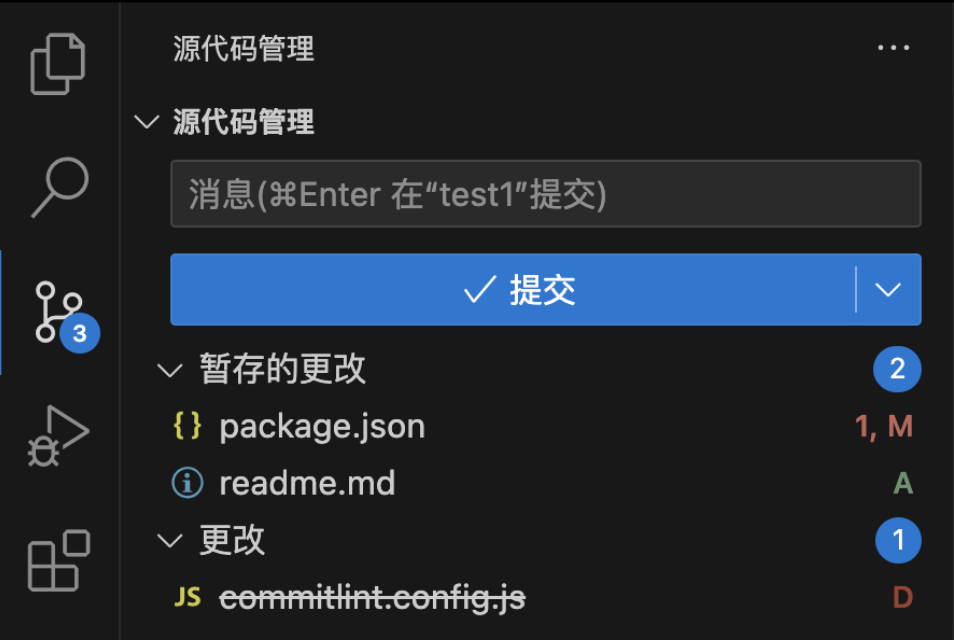 源代码管理 ···
源代码管理
消息(⌘Enter 在“test1”提交)
✓ 提交
3
暂存的更改 2
{} package.json 1, M
readme.md A
更改 1
JS commitlint.config.js D